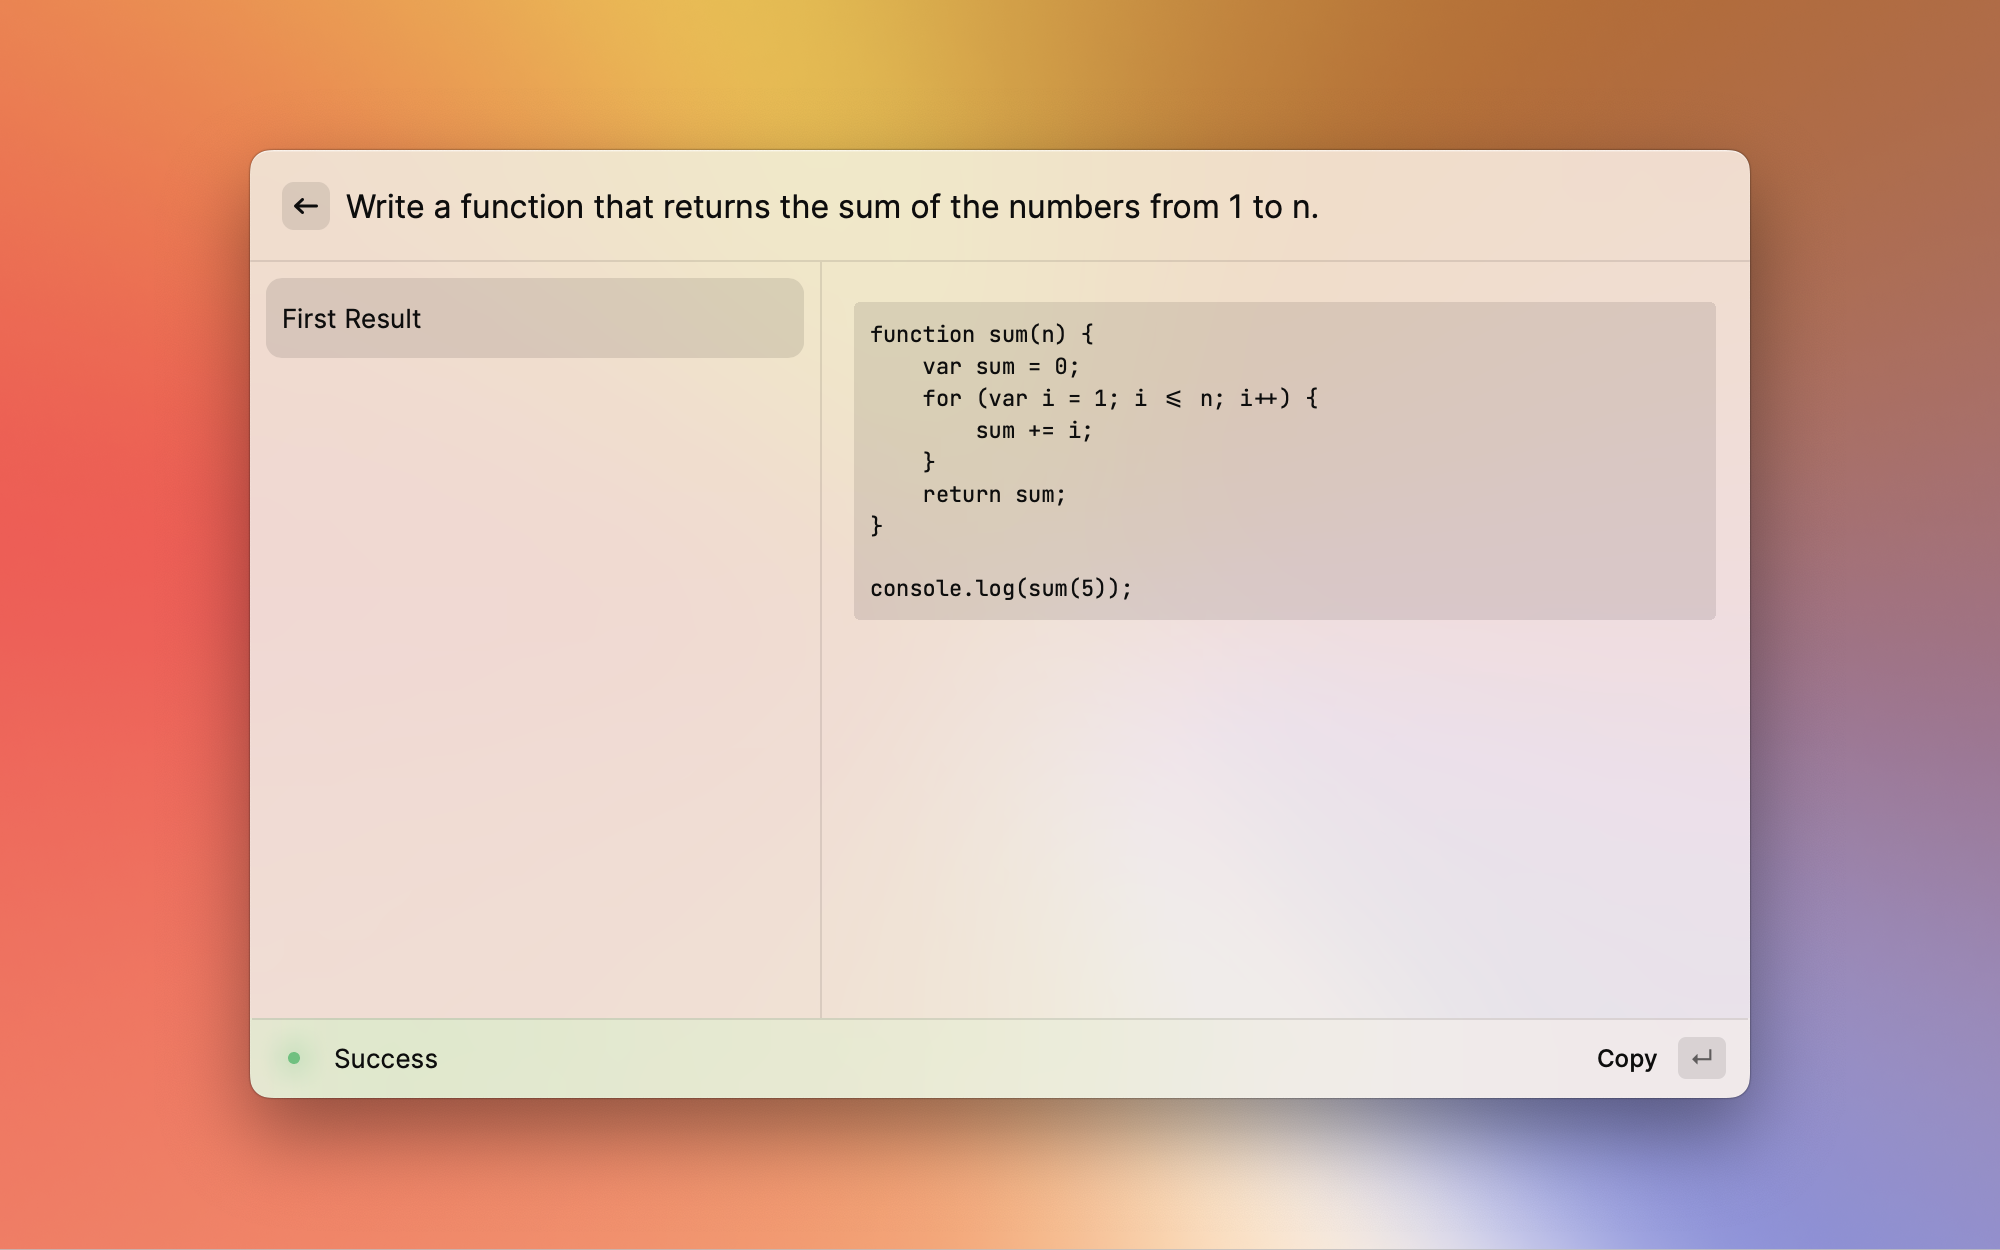 Write a function that returns the sum of the numbers from 1 to n.
First Result
function sum(n) {
    var sum = 0;
    for (var i = 1; i <= n; i++) {
        sum += i;
    }
    return sum;
}

console.log(sum(5));
Success
Copy